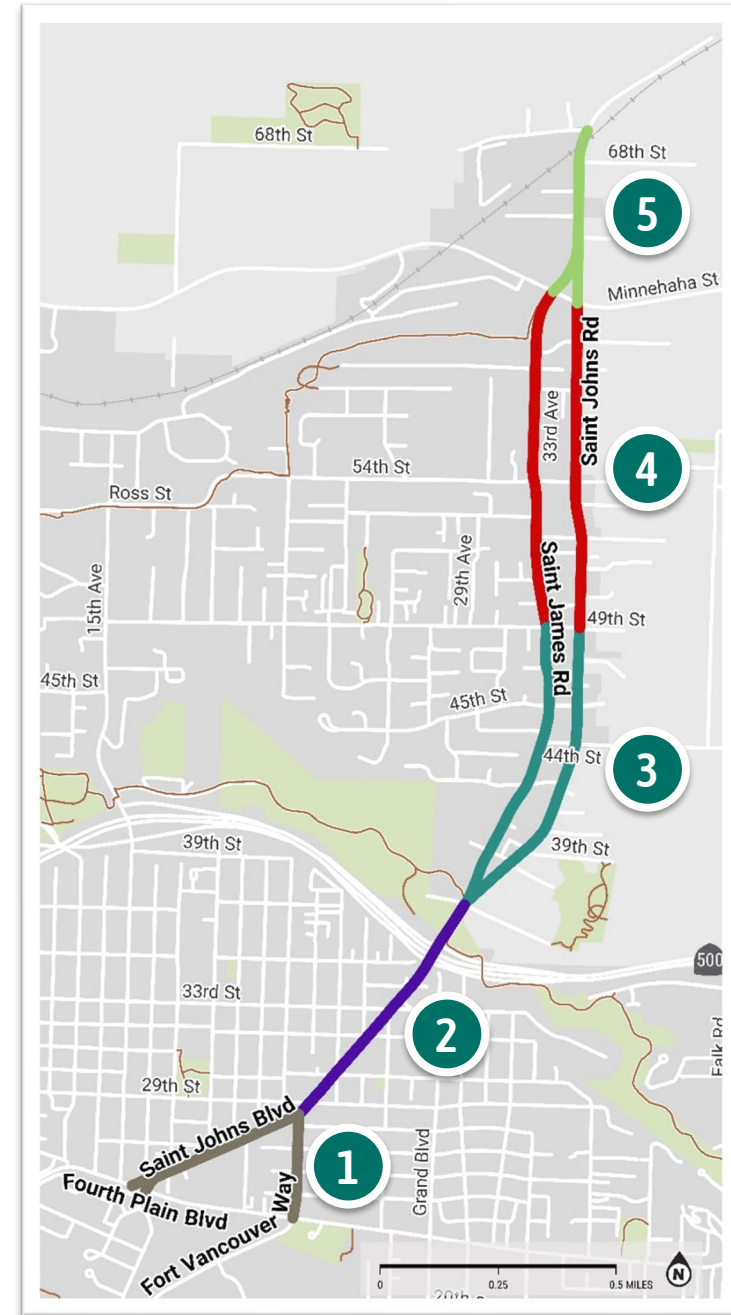 68th St
68th St
5
Minnehaha St
Saint Johns Rd
33rd Ave
4
54th St
Ross St
29th Ave
Saint James Rd
15th Ave
49th St
45th St
45th St
44th St
3
39th St
39th St
500
33rd St
2
Falk Rd
29th St
Saint Johns Blvd
1
Grand Blvd
Fourth Plain Blvd
Fort Vancouver Way
N
0 0.25 0.5 MILES
20th St